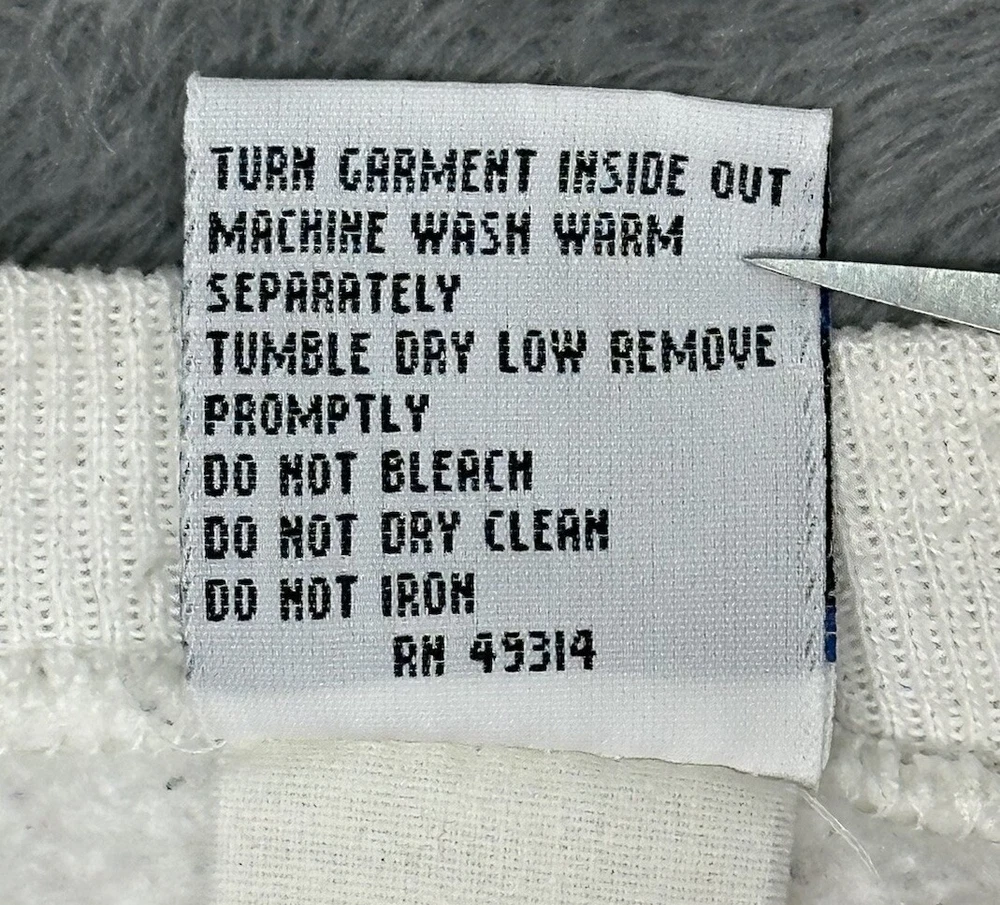 TURN GARMENT INSIDE OUT
MACHINE WASH WARM
SEPARATELY
TUMBLE DRY LOW REMOVE
PROMPTLY
DO NOT BLEACH
DO NOT DRY CLEAN
DO NOT IRON
RN 49314